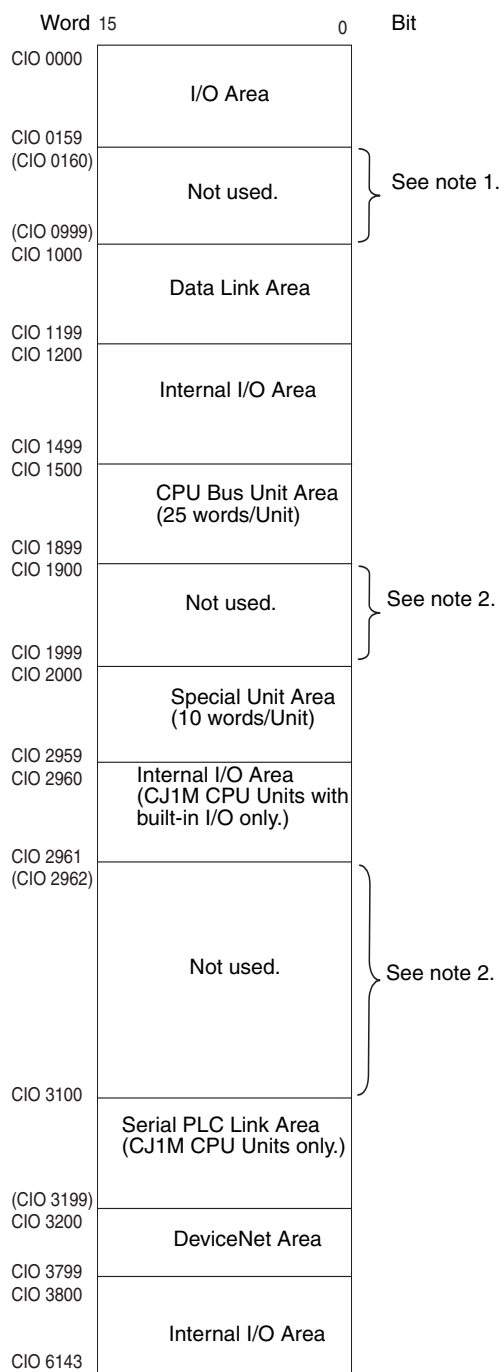 Word 15 0 Bit
CIO 0000
I/O Area
CIO 0159
(CIO 0160)
See note 1.
Not used.
(CIO 0999)
CIO 1000
Data Link Area
CIO 1199
CIO 1200
Internal I/O Area
CIO 1499
CIO 1500
CPU Bus Unit Area
(25 words/Unit)
CIO 1899
CIO 1900
Not used.
See note 2.
CIO 1999
CIO 2000
Special Unit Area
(10 words/Unit)
CIO 2959
CIO 2960
Internal I/O Area
(CJ1M CPU Units with
built-in I/O only.)
CIO 2961
(CIO 2962)
Not used.
See note 2.
CIO 3100
Serial PLC Link Area
(CJ1M CPU Units only.)
(CIO 3199)
CIO 3200
DeviceNet Area
CIO 3799
CIO 3800
Internal I/O Area
CIO 6143